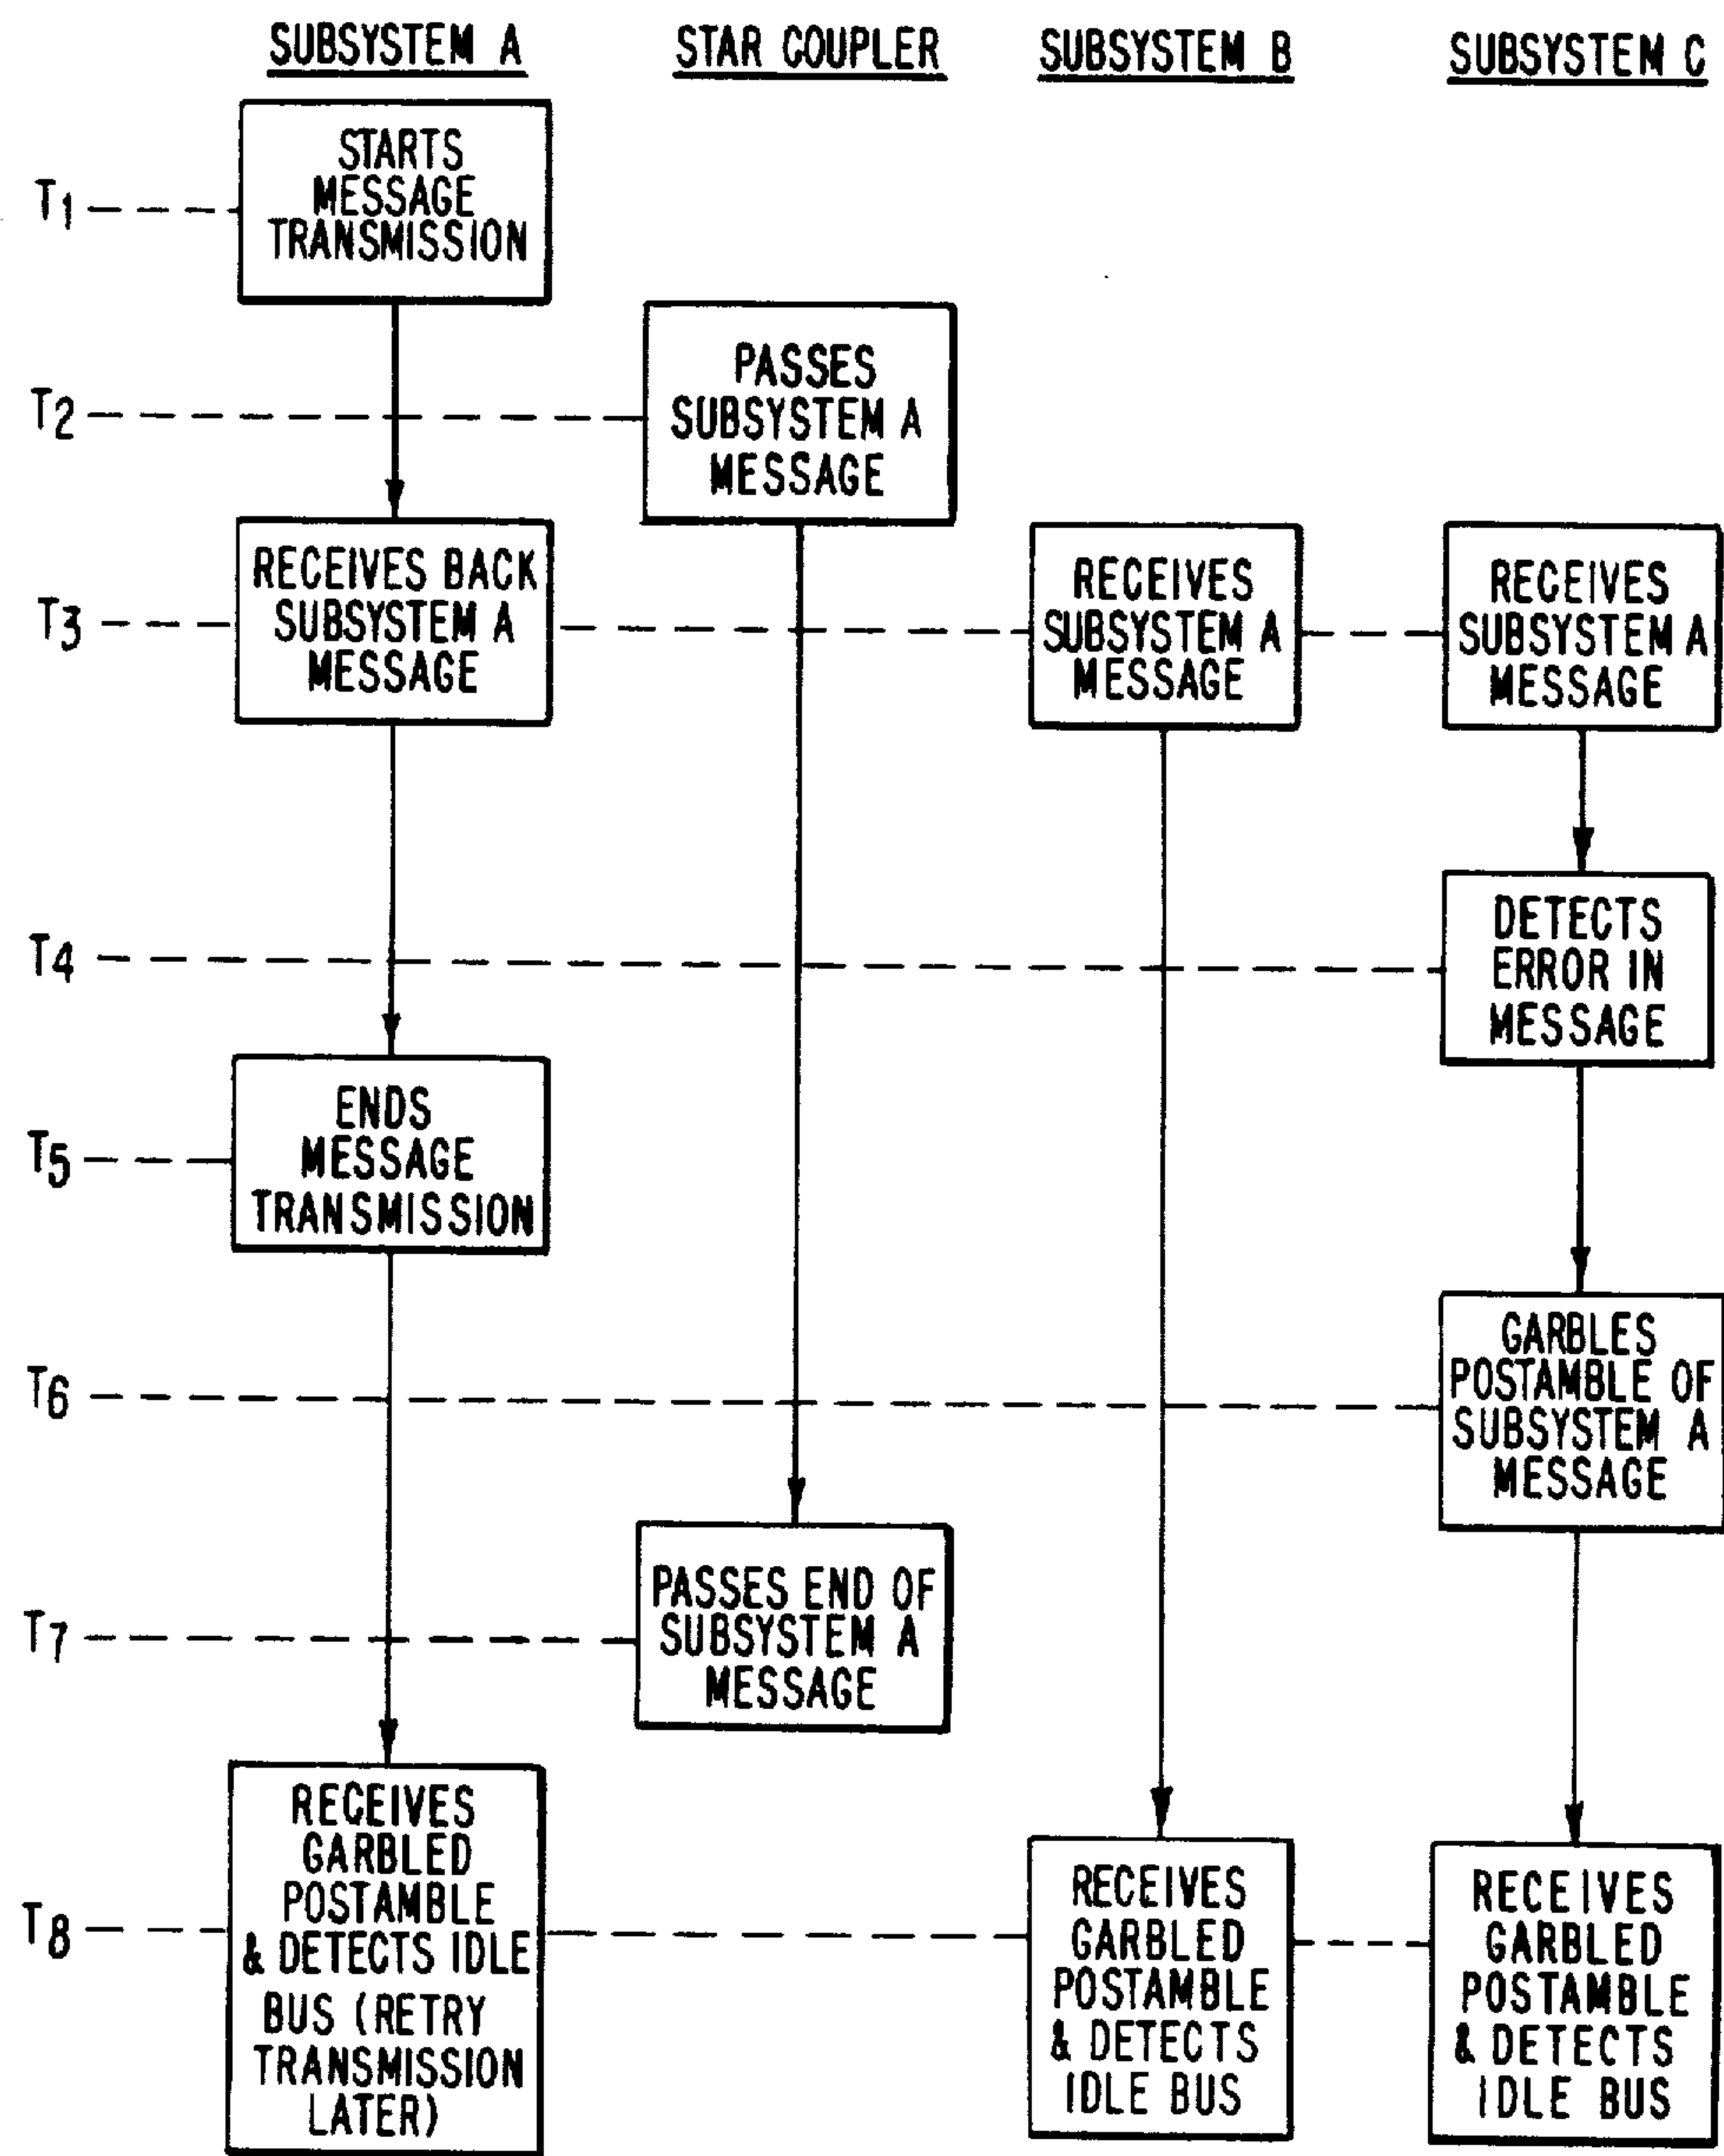 SUBSYSTEM A
STAR COUPLER
SUBSYSTEM B
SUBSYSTEM C
T1
STARTS
MESSAGE
TRANSMISSION
T2
PASSES
SUBSYSTEM A
MESSAGE
T3
RECEIVES BACK
SUBSYSTEM A
MESSAGE
RECEIVES
SUBSYSTEM A
MESSAGE
RECEIVES
SUBSYSTEM A
MESSAGE
T4
DETECTS
ERROR IN
MESSAGE
T5
ENDS
MESSAGE
TRANSMISSION
T6
GARBLES
POSTAMBLE OF
SUBSYSTEM A
MESSAGE
T7
PASSES END OF
SUBSYSTEM A
MESSAGE
T8
RECEIVES
GARBLED
POSTAMBLE
& DETECTS IDLE
BUS (RETRY
TRANSMISSION
LATER)
RECEIVES
GARBLED
POSTAMBLE
& DETECTS
IDLE BUS
RECEIVES
GARBLED
POSTAMBLE
& DETECTS
IDLE BUS